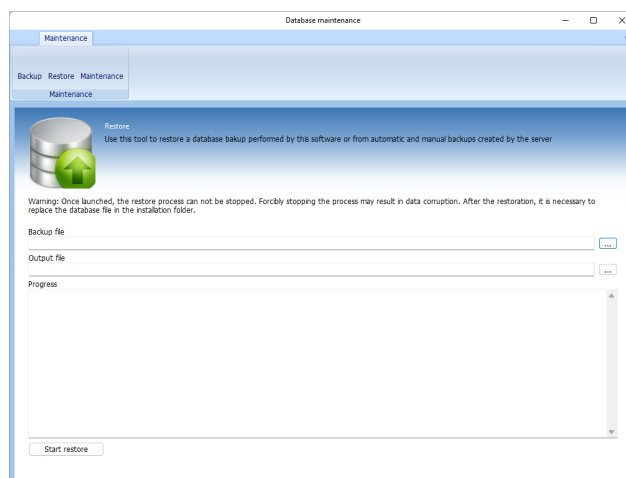 Database maintenance
Maintenance
Backup Restore Maintenance
Maintenance
Restore
Use this tool to restore a database bakup performed by this software or from automatic and manual backups created by the server
Warning: Once launched, the restore process can not be stopped. Forcibly stopping the process may result in data corruption. After the restoration, it is necessary to
replace the database file in the installation folder.
Backup file
...
Output file
...
Progress
Start restore